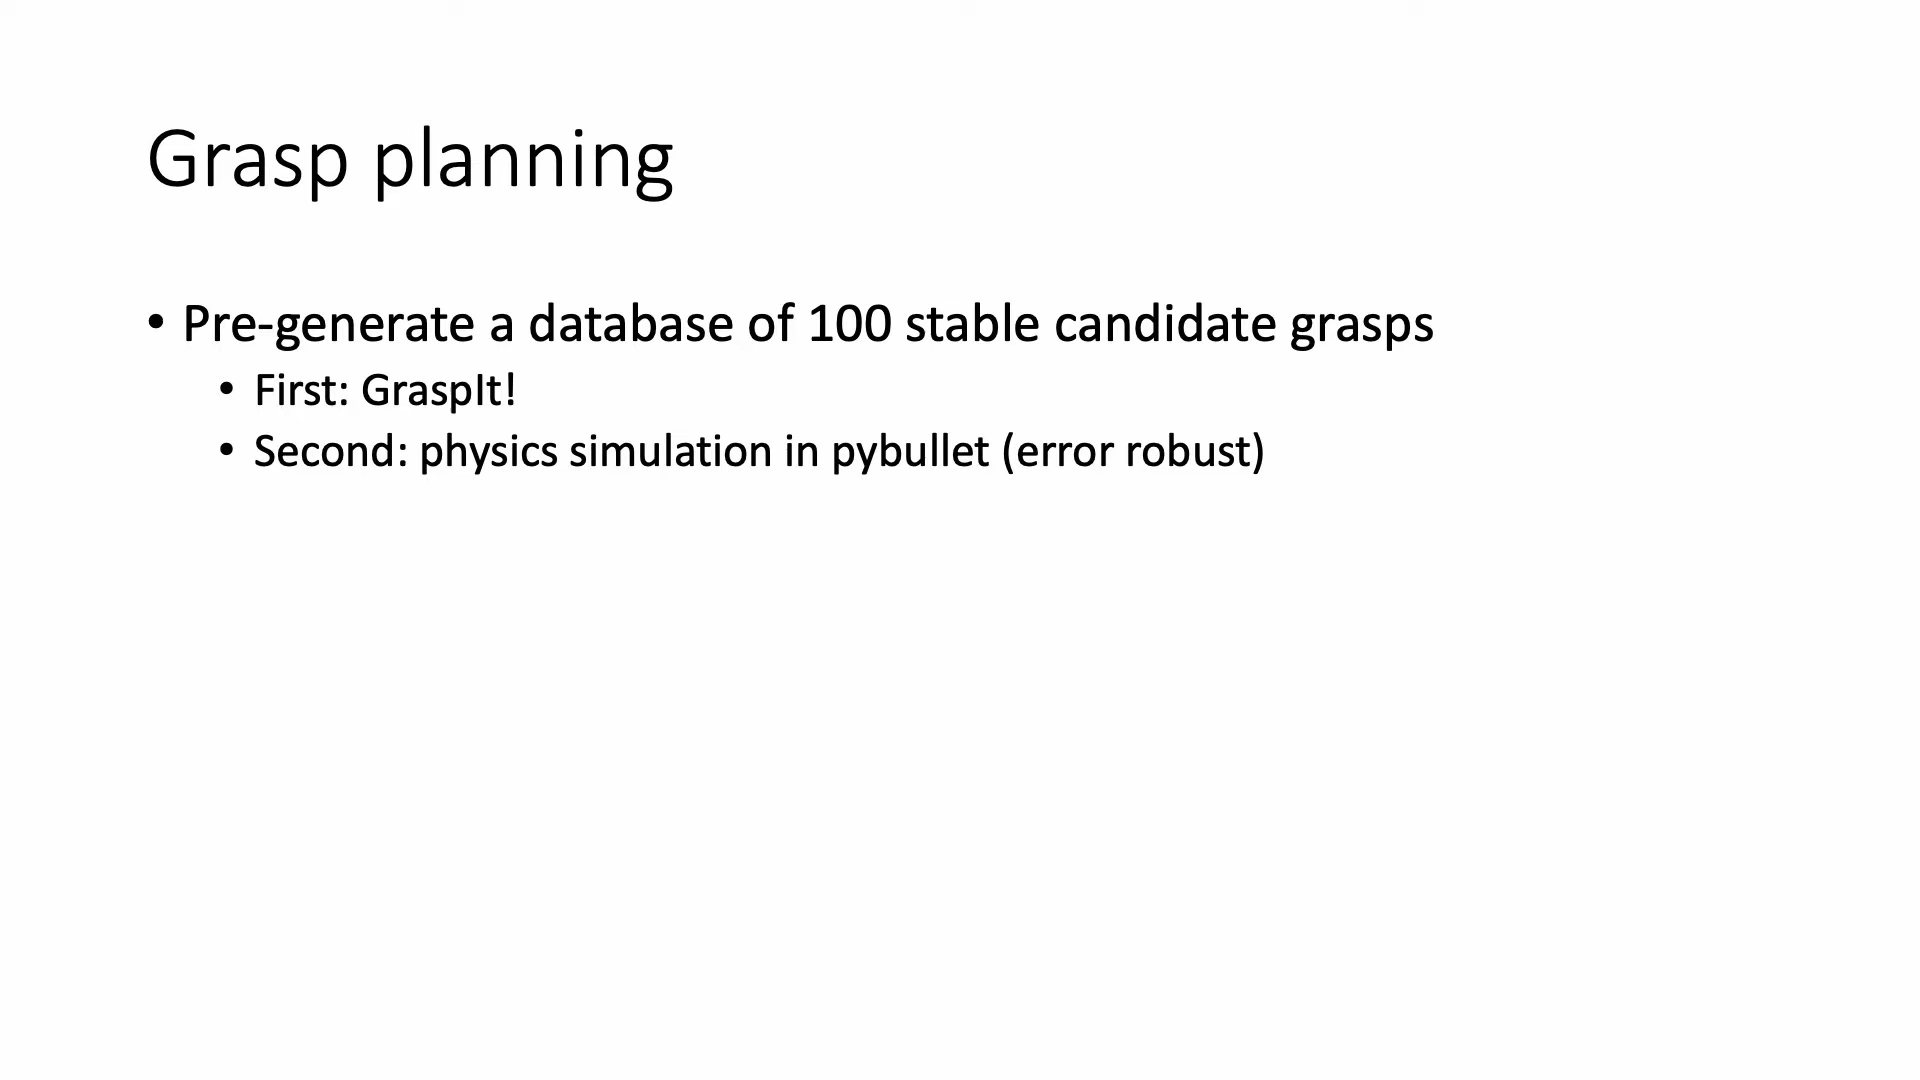 Grasp planning
• Pre-generate a database of 100 stable candidate grasps
• First: GraspIt!
• Second: physics simulation in pybullet (error robust)